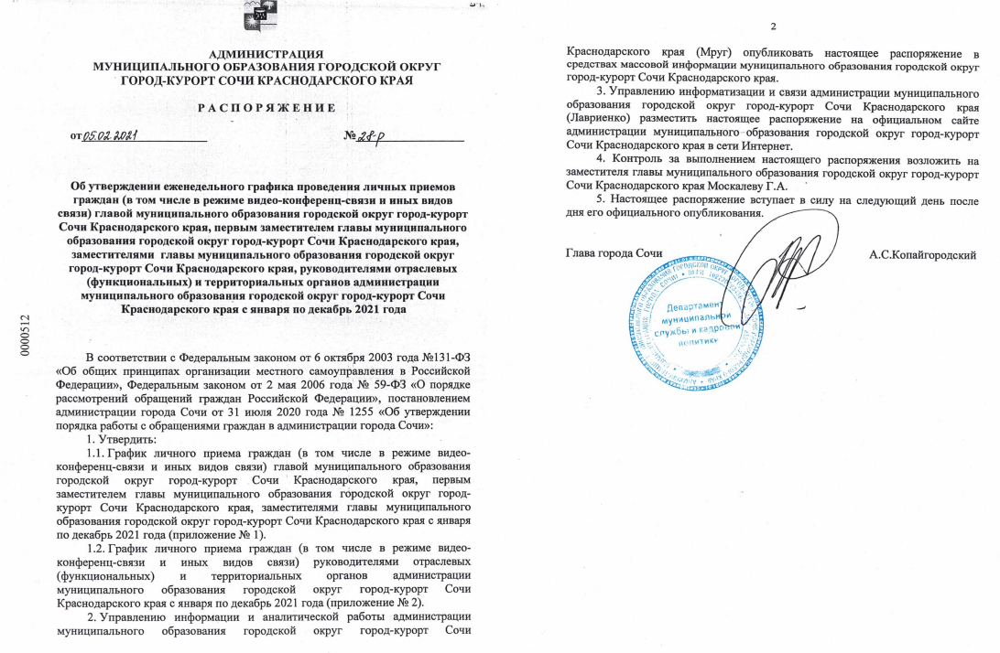 АДМИНИСТРАЦИЯ
МУНИЦИПАЛЬНОГО ОБРАЗОВАНИЯ ГОРОДСКОЙ ОКРУГ
ГОРОД-КУРОРТ СОЧИ КРАСНОДАРСКОГО КРАЯ
РАСПОРЯЖЕНИЕ
от 05.02.2021 № 28-р
Об утверждении еженедельного графика проведения личных приемов
граждан (в том числе в режиме видео-конференц-связи и иных видов
связи) главой муниципального образования городской округ город-курорт
Сочи Краснодарского края, первым заместителем главы муниципального
образования городской округ город-курорт Сочи Краснодарского края,
заместителями главы муниципального образования городской округ
город-курорт Сочи Краснодарского края, руководителями отраслевых
(функциональных) и территориальных органов администрации
муниципального образования городской округ город-курорт Сочи
Краснодарского края с января по декабрь 2021 года
0000512
В соответствии с Федеральным законом от 6 октября 2003 года №131-ФЗ
«Об общих принципах организации местного самоуправления в Российской
Федерации», Федеральным законом от 2 мая 2006 года № 59-ФЗ «О порядке
рассмотрений обращений граждан Российской Федерации», постановлением
администрации города Сочи от 31 июля 2020 года № 1255 «Об утверждении
порядка работы с обращениями граждан в администрации города Сочи»:
1. Утвердить:
1.1. График личного приема граждан (в том числе в режиме видео-
конференц-связи и иных видов связи) главой муниципального образования
городской округ город-курорт Сочи Краснодарского края, первым
заместителем главы муниципального образования городской округ город-
курорт Сочи Краснодарского края, заместителями главы муниципального
образования городской округ город-курорт Сочи Краснодарского края с января
по декабрь 2021 года (приложение № 1).
1.2. График личного приема граждан (в том числе в режиме видео-
конференц-связи и иных видов связи) руководителями отраслевых
(функциональных) и территориальных органов администрации
муниципального образования городской округ город-курорт Сочи
Краснодарского края с января по декабрь 2021 года (приложение № 2).
2. Управлению информации и аналитической работы администрации
муниципального образования городской округ город-курорт Сочи
2
Краснодарского края (Мруг) опубликовать настоящее распоряжение в
средствах массовой информации муниципального образования городской округ
город-курорт Сочи Краснодарского края.
3. Управлению информатизации и связи администрации муниципального
образования городской округ город-курорт Сочи Краснодарского края
(Лавриенко) разместить настоящее распоряжение на официальном сайте
администрации муниципального образования городской округ город-курорт
Сочи Краснодарского края в сети Интернет.
4. Контроль за выполнением настоящего распоряжения возложить на
заместителя главы муниципального образования городской округ город-курорт
Сочи Краснодарского края Москалеву Г.А.
5. Настоящее распоряжение вступает в силу на следующий день после
дня его официального опубликования.
Глава города Сочи А.С.Копайгородский
Департамент
муниципальной
службы и кадровой
политики